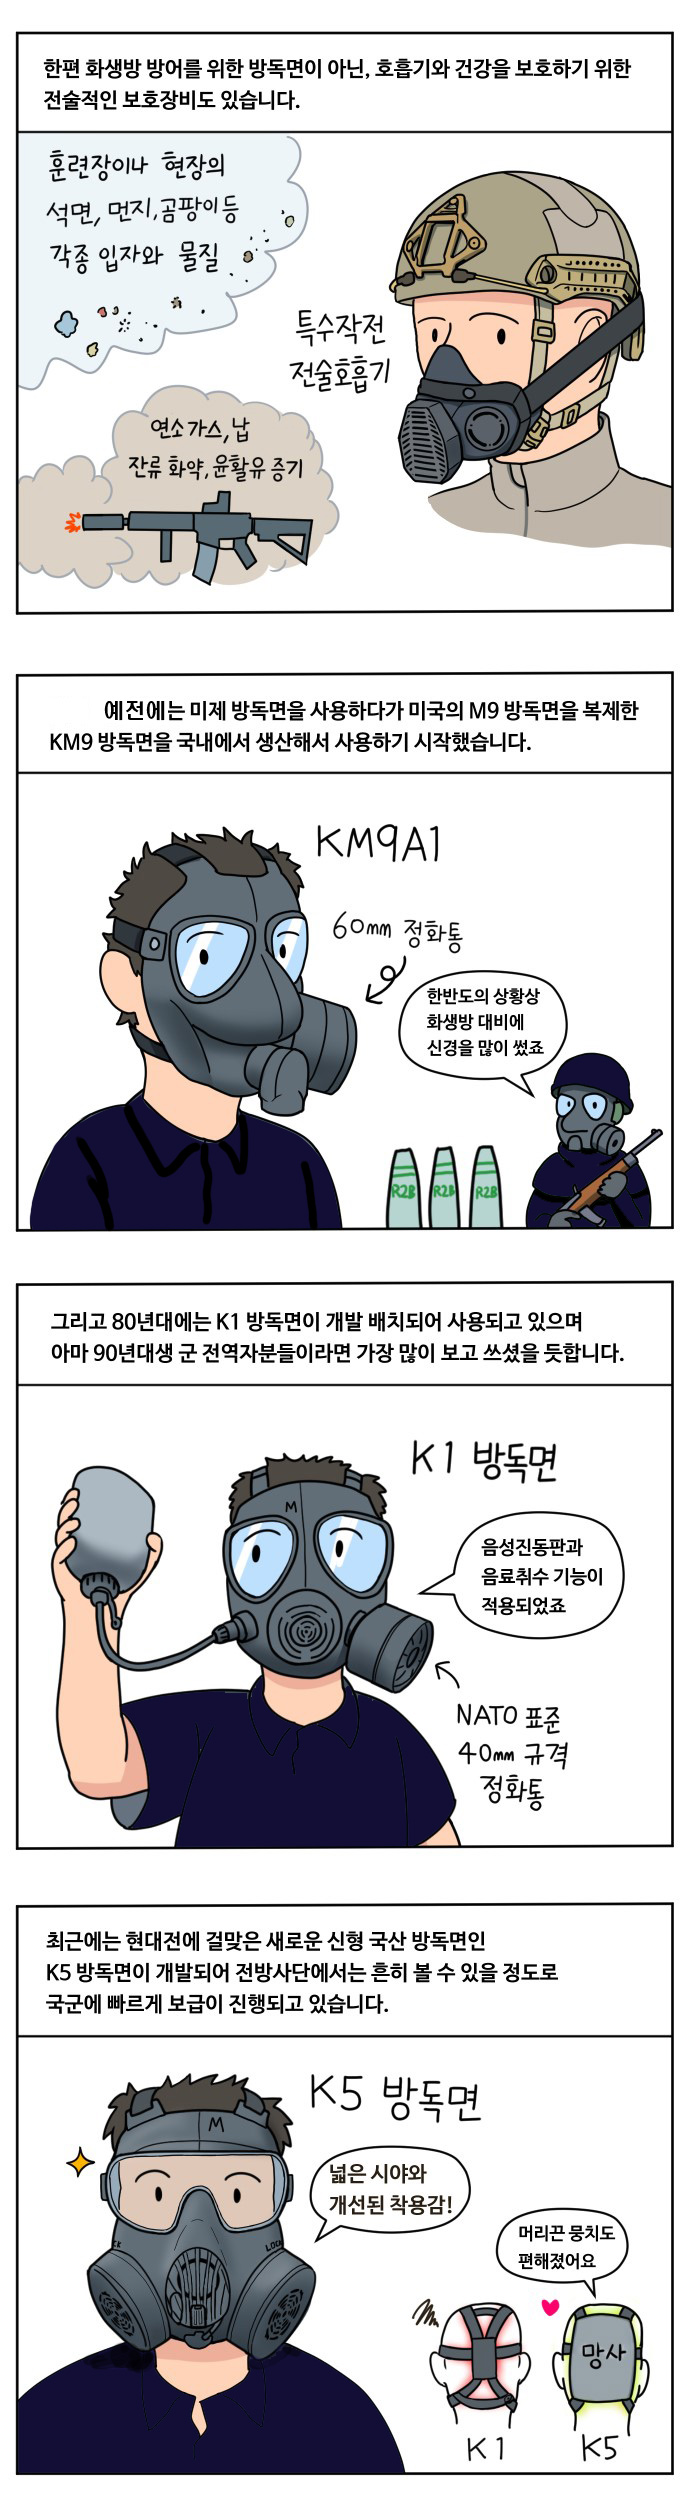 한편 화생방 방어를 위한 방독면이 아닌, 호흡기와 건강을 보호하기 위한
전술적인 보호장비도 있습니다.
훈련장이나 현장의
석면, 먼지, 곰팡이 등
각종 입자와 물질
특수작전
전술호흡기
연소가스, 납
잔류 화약, 윤활유 증기
예전에는 미제 방독면을 사용하다가 미국의 M9 방독면을 복제한
KM9 방독면을 국내에서 생산해서 사용하기 시작했습니다.
KM9A1
60mm 정화통
한반도의 상황상
화생방 대비에
신경을 많이 썼죠
R2B R2B R2B
그리고 80년대에는 K1 방독면이 개발 배치되어 사용되고 있으며
아마 90년대생 군 전역자분들이라면 가장 많이 보고 쓰셨을 듯합니다.
K1 방독면
M
음성진동판과
음료취수 기능이
적용되었죠
NATO 표준
40mm 규격
정화통
최근에는 현대전에 걸맞은 새로운 신형 국산 방독면인
K5 방독면이 개발되어 전방사단에서는 흔히 볼 수 있을 정도로
국군에 빠르게 보급이 진행되고 있습니다.
K5 방독면
M
넓은 시야와
개선된 착용감!
CK LOCK
머리끈 뭉치도
편해졌어요
망사
K1 K5